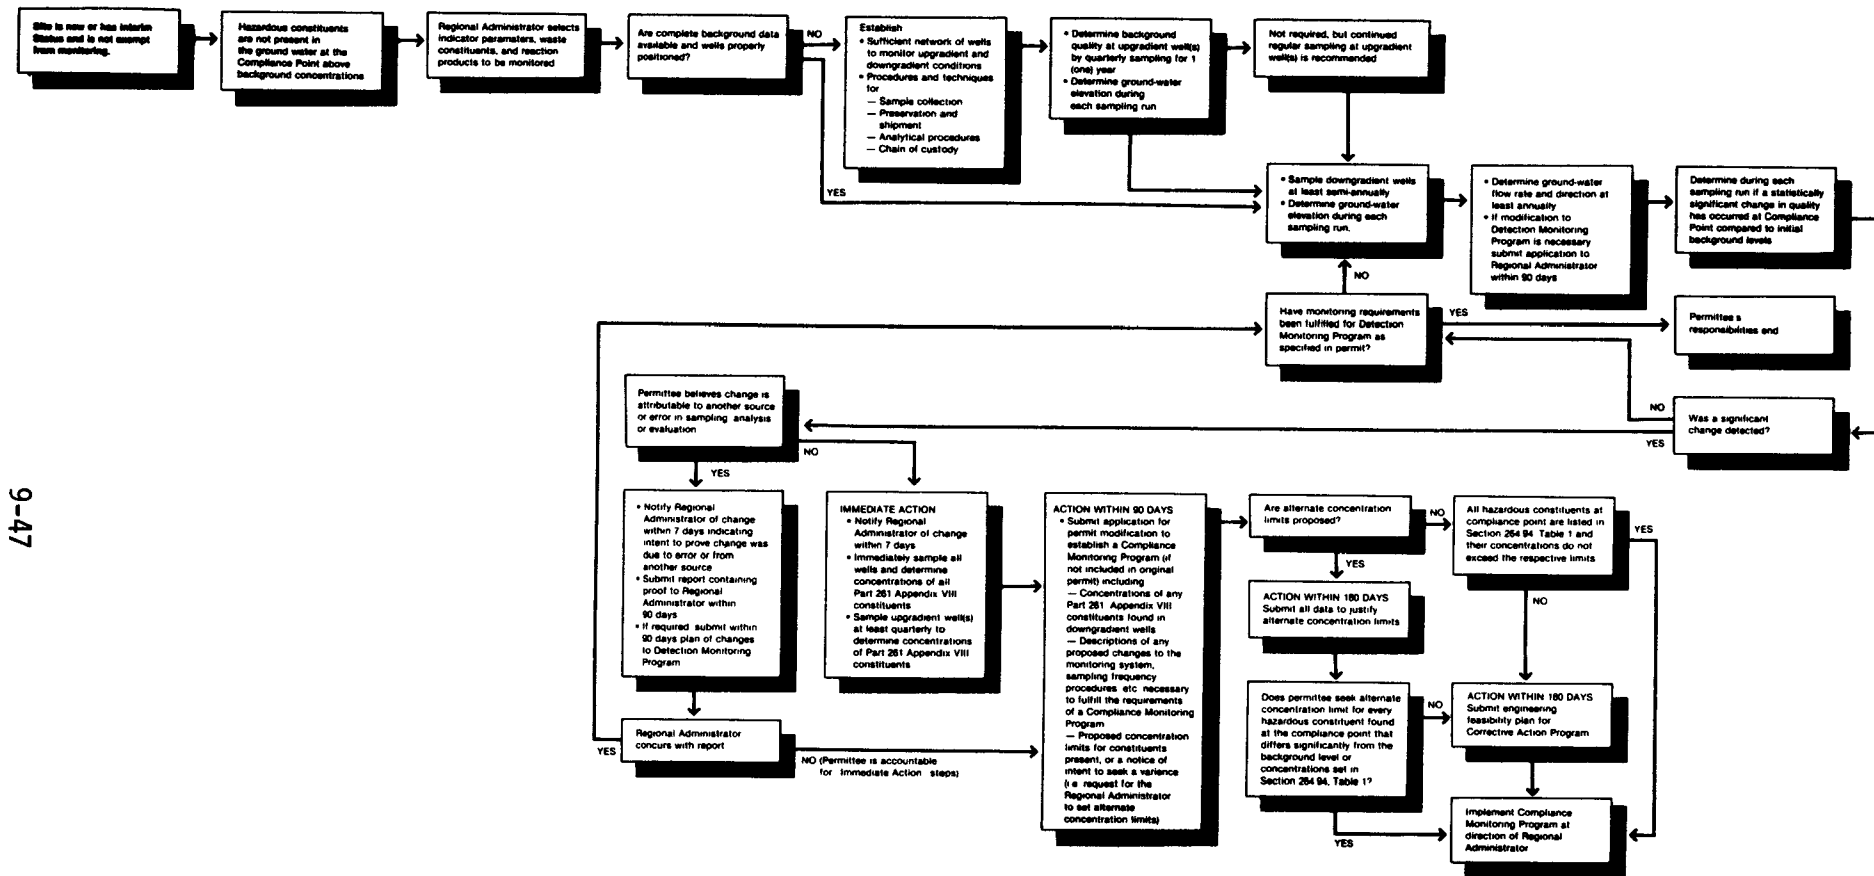 Site is new or has interim
Status and is not exempt
from monitoring.
Hazardous constituents
are not present in
the ground water at the
Compliance Point above
background concentrations
Regional Administrator selects
indicator parameters, waste
constituents, and reaction
products to be monitored
Are complete background data
available and wells properly
positioned?
NO
YES
Establish
• Sufficient network of wells
to monitor upgradient and
downgradient conditions
• Procedures and techniques
for
— Sample collection
— Preservation and
shipment
— Analytical procedures
— Chain of custody
• Determine background
quality at upgradient well(s)
by quarterly sampling for 1
(one) year
• Determine ground-water
elevation during
each sampling run
Not required, but continued
regular sampling at upgradient
well(s) is recommended
• Sample downgradient wells
at least semi-annually
• Determine ground-water
elevation during each
sampling run.
• Determine ground-water
flow rate and direction at
least annually
• If modification to
Detection Monitoring
Program is necessary
submit application to
Regional Administrator
within 90 days
Determine during each
sampling run if a statistically
significant change in quality
has occurred at Compliance
Point compared to initial
background levels
NO
Have monitoring requirements
been fulfilled for Detection
Monitoring Program as
specified in permit?
YES
Permittee s
responsibilities end
Was a significant
change detected?
NO
YES
Permittee believes change is
attributable to another source
or error in sampling analysis
or evaluation
NO
YES
• Notify Regional
Administrator of change
within 7 days indicating
intent to prove change was
due to error or from
another source
• Submit report containing
proof to Regional
Administrator within
90 days
• If required submit within
90 days plan of changes
to Detection Monitoring
Program
Regional Administrator
concurs with report
YES
NO (Permittee is accountable
for Immediate Action steps)
IMMEDIATE ACTION
• Notify Regional
Administrator of change
within 7 days
• Immediately sample all
wells and determine
concentrations of all
Part 261 Appendix VIII
constituents
• Sample upgradient well(s)
at least quarterly to
determine concentrations
of Part 261 Appendix VIII
constituents
ACTION WITHIN 90 DAYS
• Submit application for
permit modification to
establish a Compliance
Monitoring Program (if
not included in original
permit) including
— Concentrations of any
Part 261 Appendix VIII
constituents found in
downgradient wells
— Descriptions of any
proposed changes to the
monitoring system,
sampling frequency
procedures etc necessary
to fulfill the requirements
of a Compliance Monitoring
Program
— Proposed concentration
limits for constituents
present, or a notice of
intent to seek a varience
(i e request for the
Regional Administrator
to set alternate
concentration limits)
Are alternate concentration
limits proposed?
NO
YES
ACTION WITHIN 180 DAYS
Submit all data to justify
alternate concentration limits
Does permittee seek alternate
concentration limit for every
hazardous constituent found
at the compliance point that
differs significantly from the
background level or
concentrations set in
Section 264 94, Table 1?
NO
YES
All hazardous constituents at
compliance point are listed in
Section 264 94 Table 1 and
their concentrations do not
exceed the respective limits
YES
NO
ACTION WITHIN 180 DAYS
Submit engineering
feasibility plan for
Corrective Action Program
Implement Compliance
Monitoring Program at
direction of Regional
Administrator
9-47